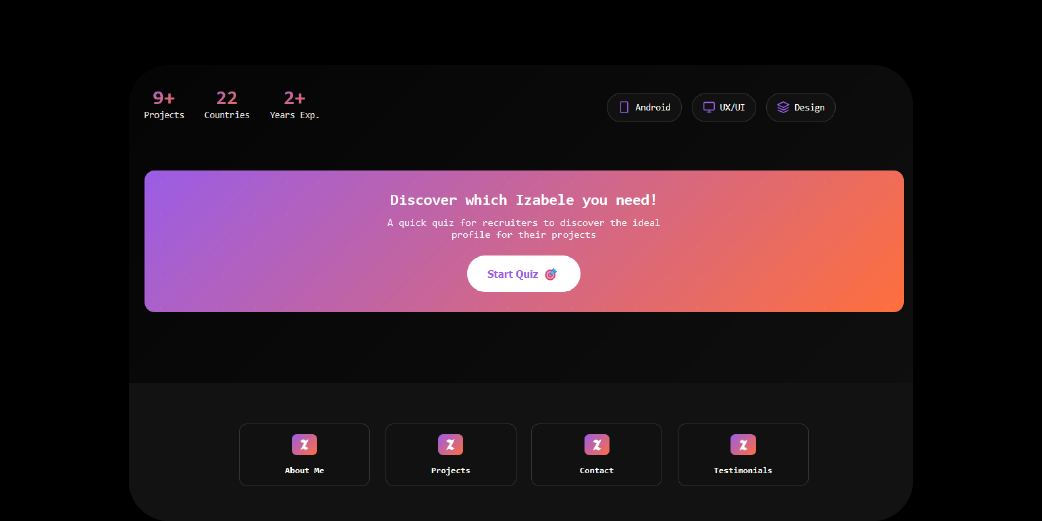 9+ 22 2+
Projects Countries Years Exp.
Android UX/UI Design
Discover which Izabele you need!
A quick quiz for recruiters to discover the ideal
profile for their projects
Start Quiz
About Me Projects Contact Testimonials